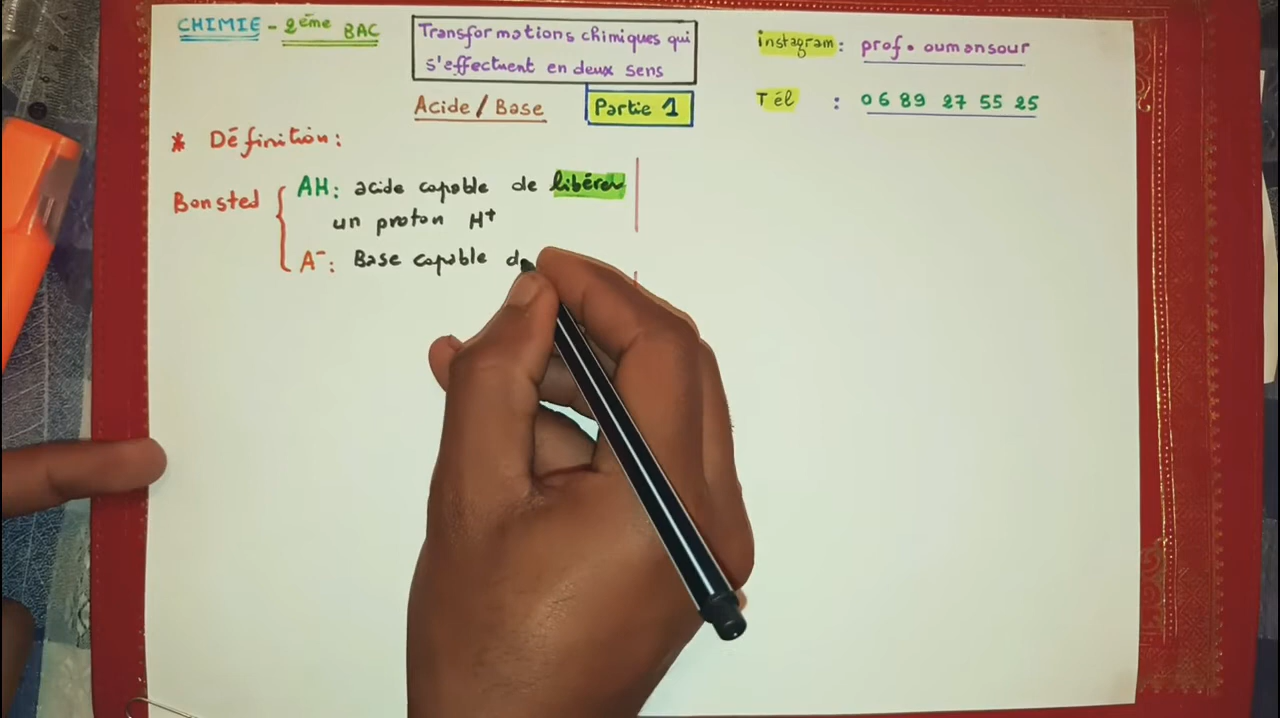 CHIMIE - 2ème BAC
Transformations chimiques qui
s'effectuent en deux sens
Acide / Base
Partie 1
instagram : prof.oumansour
Tél : 06 89 27 55 25
* Définition :
Bonsted
AH : acide capable de libérer
un proton H+
A- : Base capable d